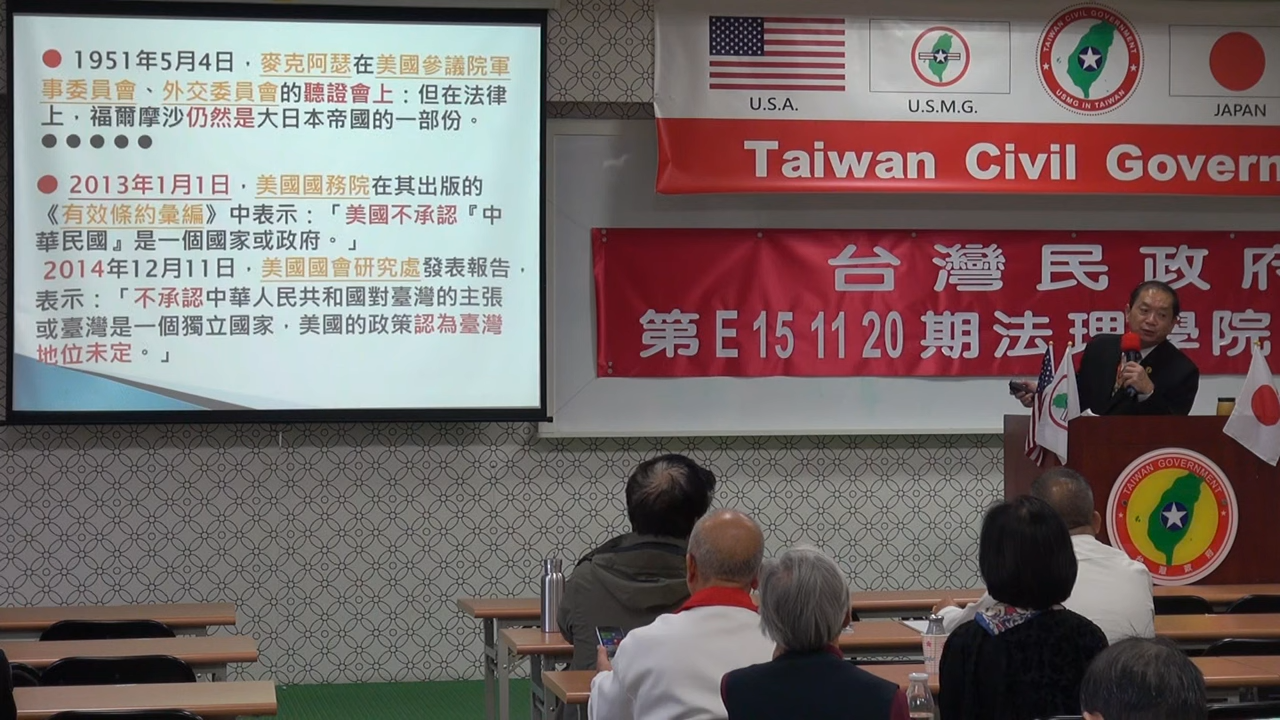 ● 1951年5月4日，麥克阿瑟在美國參議院軍
事委員會、外交委員會的聽證會上：但在法律
上，福爾摩沙仍然是大日本帝國的一部份。
●●●●●
● 2013年1月1日，美國國務院在其出版的
《有效條約彙編》中表示：「美國不承認『中
華民國』是一個國家或政府。」
2014年12月11日，美國國會研究處發表報告，
表示：「不承認中華人民共和國對臺灣的主張
或臺灣是一個獨立國家，美國的政策認為臺灣
地位未定。」
U.S.A.
U.S.M.G.
TAIWAN CIVIL GOVERNMENT
USMG IN TAIWAN
JAPAN
Taiwan Civil Govern
台灣民政府
第E151120期法理學院
TAIWAN GOVERNMENT